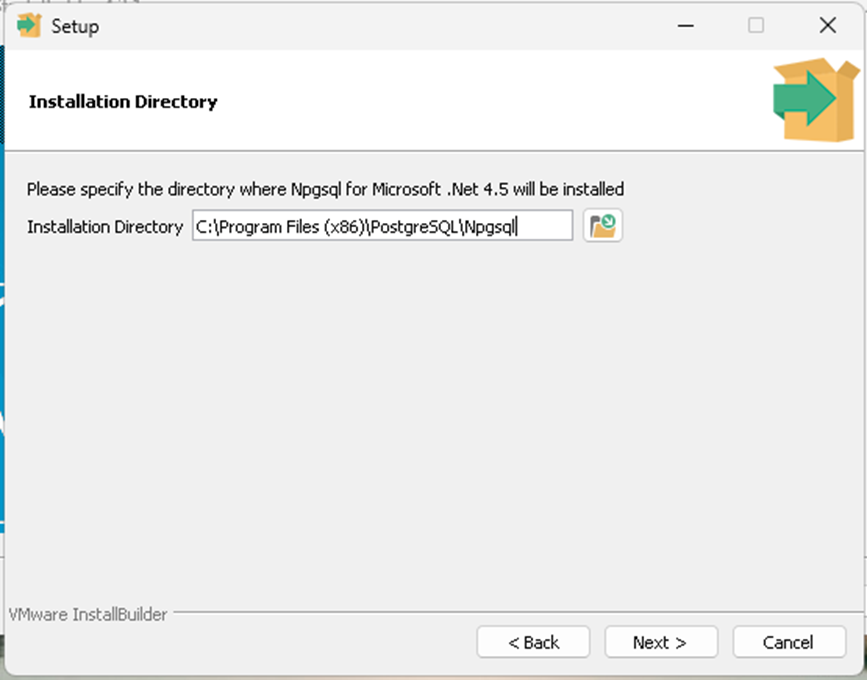 Setup
Installation Directory
Please specify the directory where Npgsql for Microsoft .Net 4.5 will be installed
Installation Directory C:\Program Files (x86)\PostgreSQL\Npgsql
VMware InstallBuilder
< Back Next > Cancel